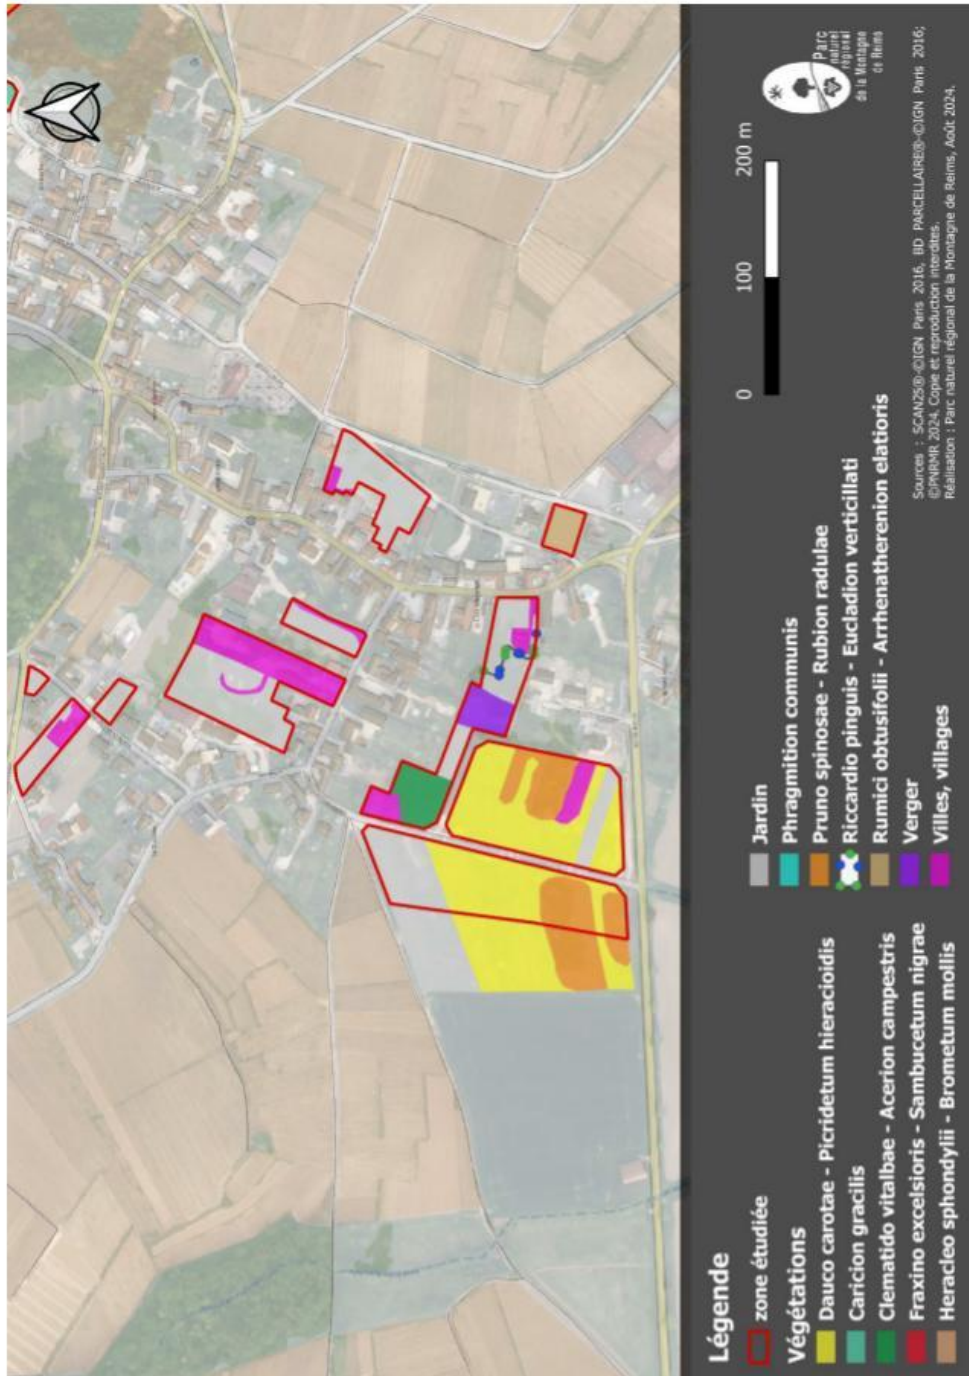 Légende
zone étudiée
Végétations
Dauco carotae - Picridetum hieracioidis
Caricion gracilis
Clematido vitalbae - Acerion campestris
Fraxino excelsioris - Sambucetum nigrae
Heracleo sphondylii - Brometum mollis
Jardin
Phragmition communis
Pruno spinosae - Rubion radulae
Riccardio pinguis - Eucladion verticillati
Rumici obtusifolii - Arrhenatherenion elatioris
Verger
Villes, villages
0 100 200 m
Parc
naturel
régional
de la Montagne
de Reims
Sources : SCAN25®-©IGN Paris 2016, BD PARCELLAIRE®-©IGN Paris 2016;
©PNRMR 2024. Copie et reproduction interdites.
Réalisation : Parc naturel régional de la Montagne de Reims, Août 2024.